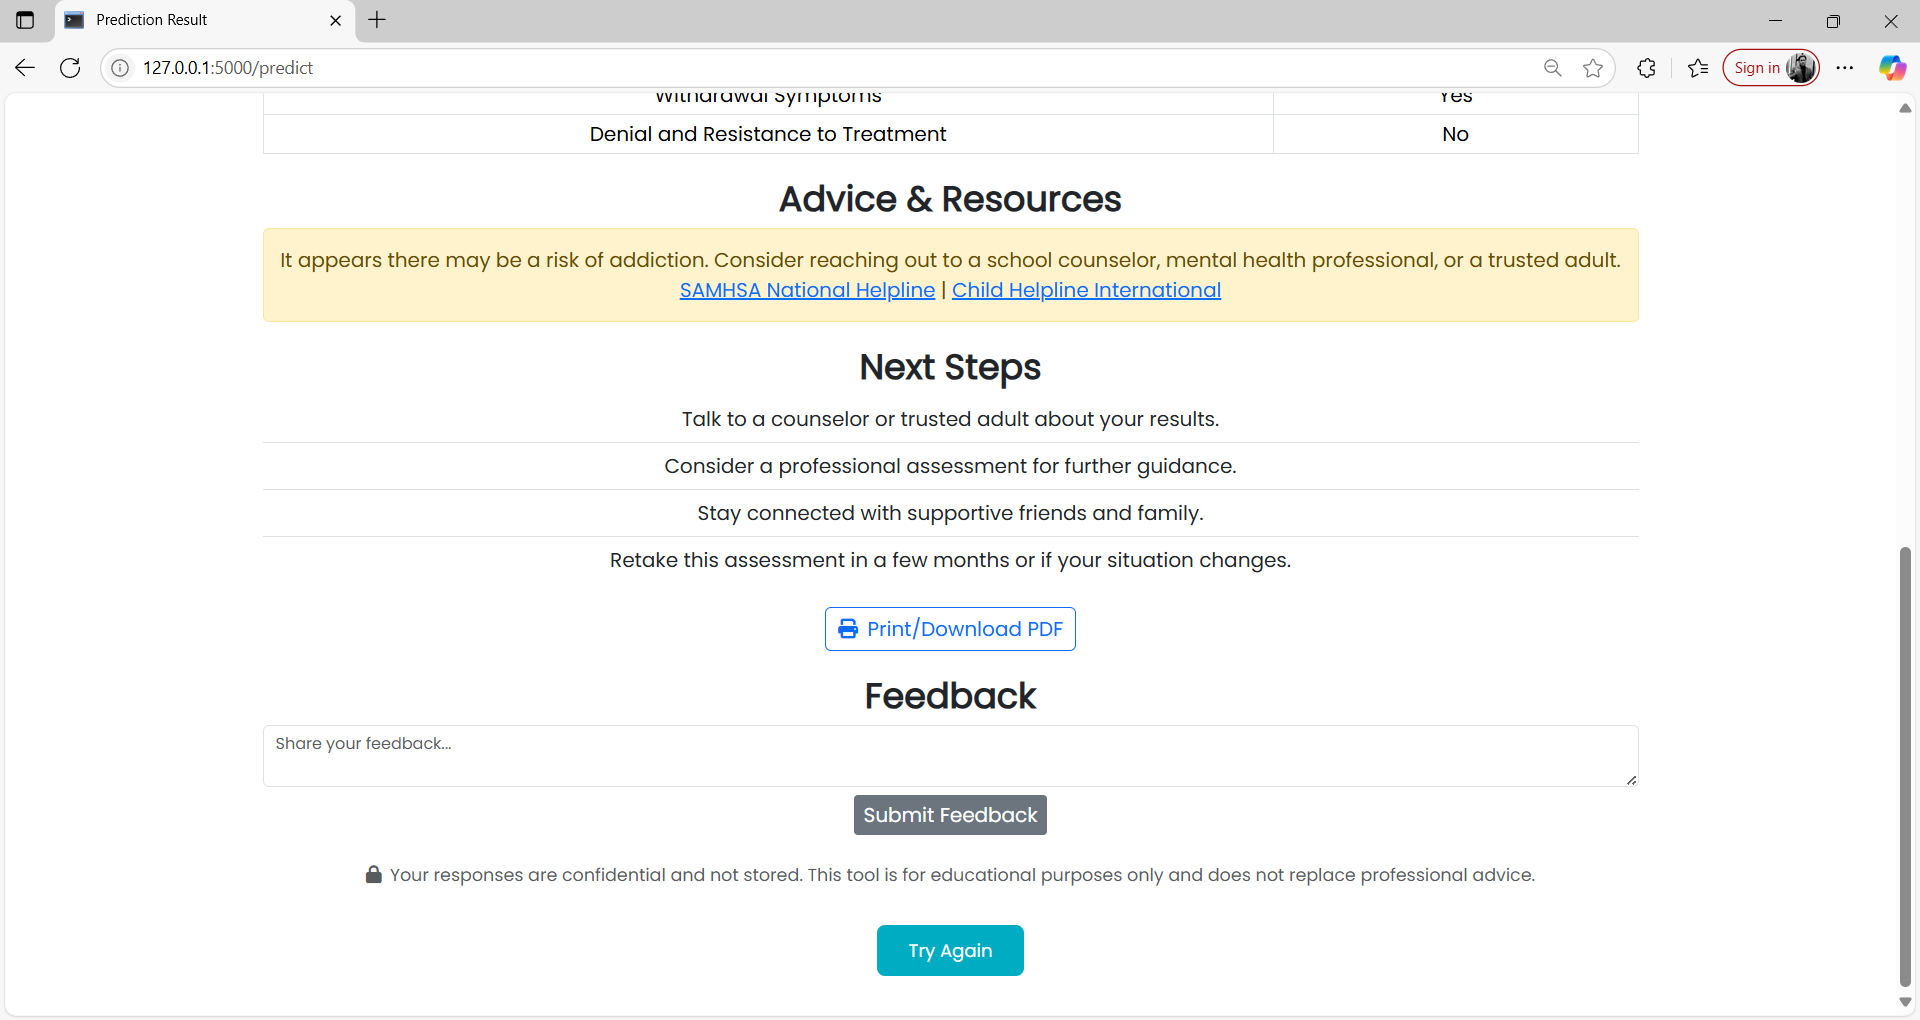 Prediction Result
127.0.0.1:5000/predict
Sign in
Withdrawal Symptoms Yes
Denial and Resistance to Treatment No
Advice & Resources
It appears there may be a risk of addiction. Consider reaching out to a school counselor, mental health professional, or a trusted adult.
SAMHSA National Helpline | Child Helpline International
Next Steps
Talk to a counselor or trusted adult about your results.
Consider a professional assessment for further guidance.
Stay connected with supportive friends and family.
Retake this assessment in a few months or if your situation changes.
Print/Download PDF
Feedback
Share your feedback...
Submit Feedback
Your responses are confidential and not stored. This tool is for educational purposes only and does not replace professional advice.
Try Again